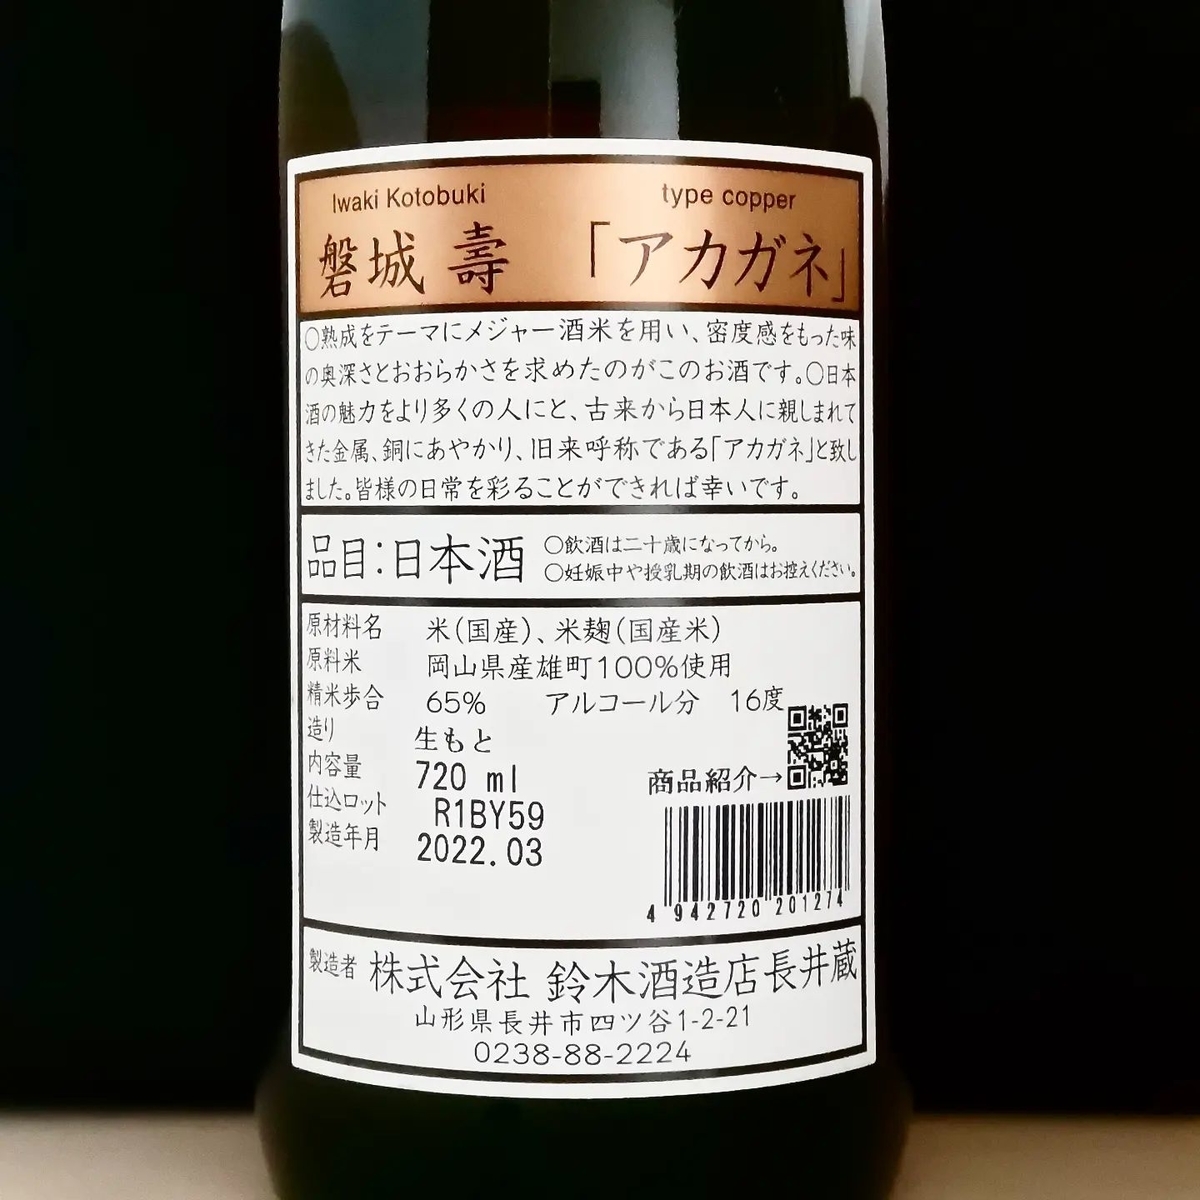 Iwaki Kotobuki type copper
磐城 壽 「アカガネ」
○熟成をテーマにメジャー酒米を用い、密度感をもった味
の奥深さとおおらかさを求めたのがこのお酒です。○日本
酒の魅力をより多くの人にと、古来から日本人に親しまれて
きた金属、銅にあやかり、旧来呼称である「アカガネ」と致し
ました。皆様の日常を彩ることができれば幸いです。
品目:日本酒
○飲酒は二十歳になってから。
○妊娠中や授乳期の飲酒はお控えください。
原材料名 米(国産)、米麹(国産米)
原料米 岡山県産雄町100%使用
精米歩合 65% アルコール分 16度
造り 生もと
内容量 720 ml
商品紹介→
仕込ロット R1BY59
製造年月 2022.03
4 942720 201274
製造者 株式会社 鈴木酒造店長井蔵
山形県長井市四ツ谷1-2-21
0238-88-2224